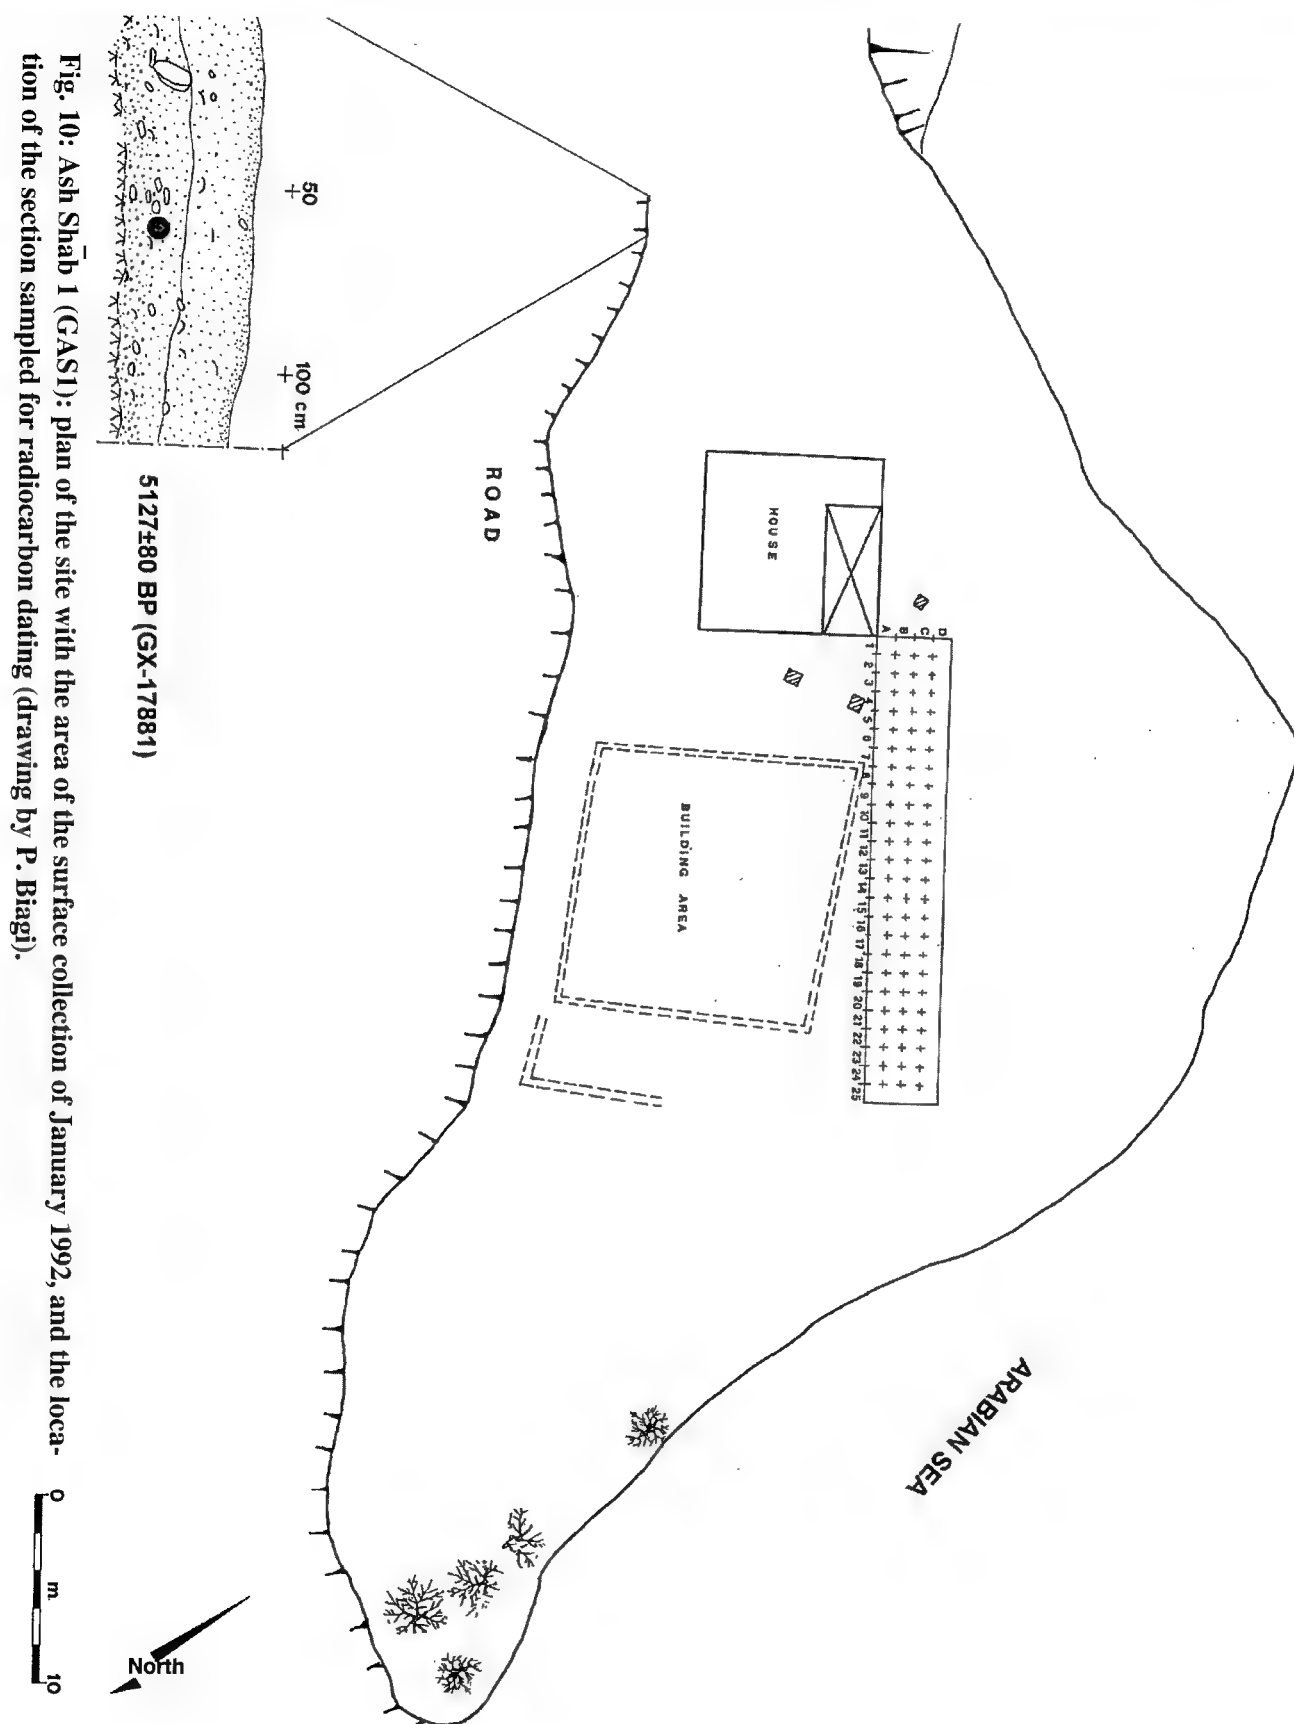 50
100 cm
5127±80 BP (GX-17881)
ROAD
HOUSE
A B C D
1 2 3 4 5 6 7 8 9 10 11 12 13 14 15 16 17 18 19 20 21 22 23 24 25
BUILDING AREA
ARABIAN SEA
North
0 m 10
Fig. 10: Ash Shāb 1 (GAS1): plan of the site with the area of the surface collection of January 1992, and the loca-
tion of the section sampled for radiocarbon dating (drawing by P. Biagi).